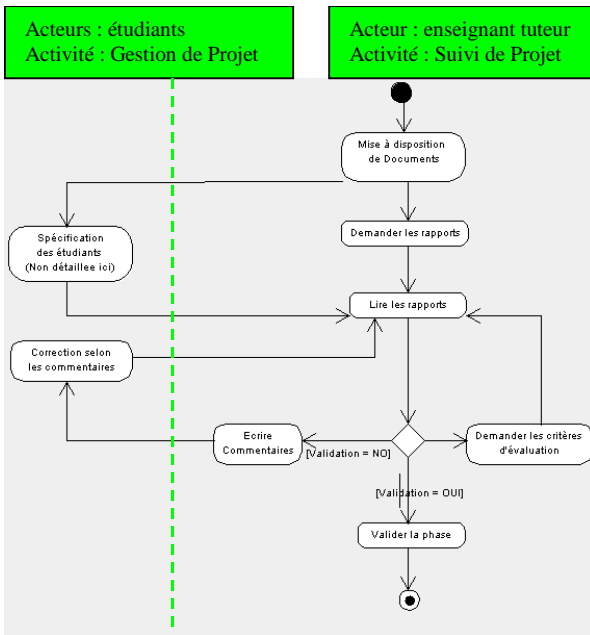 Acteurs : étudiants
Activité : Gestion de Projet
Acteur : enseignant tuteur
Activité : Suivi de Projet
Mise à disposition
de Documents
Spécification
des étudiants
(Non détaillee ici)
Demander les rapports
Lire les rapports
Correction selon
les commentaires
Ecrire
Commentaires
[Validation = NO]
Demander les critères
d'évaluation
[Validation = OUI]
Valider la phase